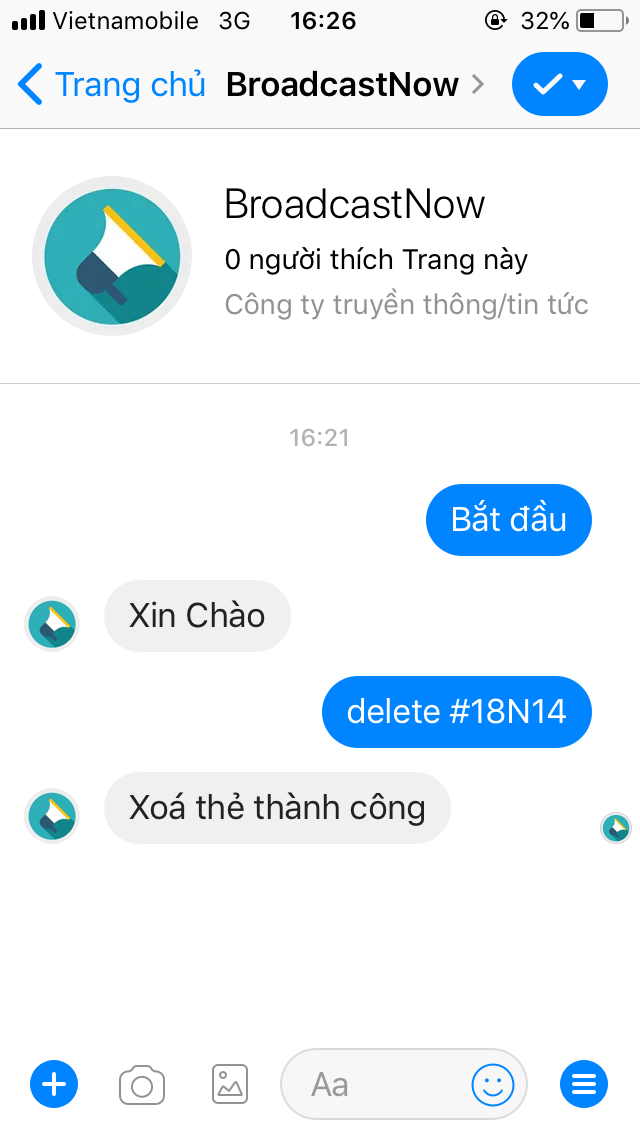 Vietnamobile 3G 16:26 32%
Trang chủ BroadcastNow
BroadcastNow
0 người thích Trang này
Công ty truyền thông/tin tức
16:21
Bắt đầu
Xin Chào
delete #18N14
Xoá thẻ thành công
Aa